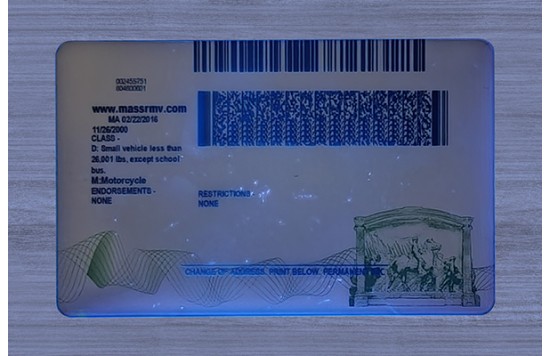 www.massrmv.com
MA 02/22/2016
11/26/2000
CLASS -
D: Small vehicle less than
26,001 lbs, except school
bus.
M:Motorcycle
ENDORSEMENTS -
NONE
RESTRICTIONS
NONE
CHANGE OF ADDRESS. PRINT BELOW. PERMANENT INK.